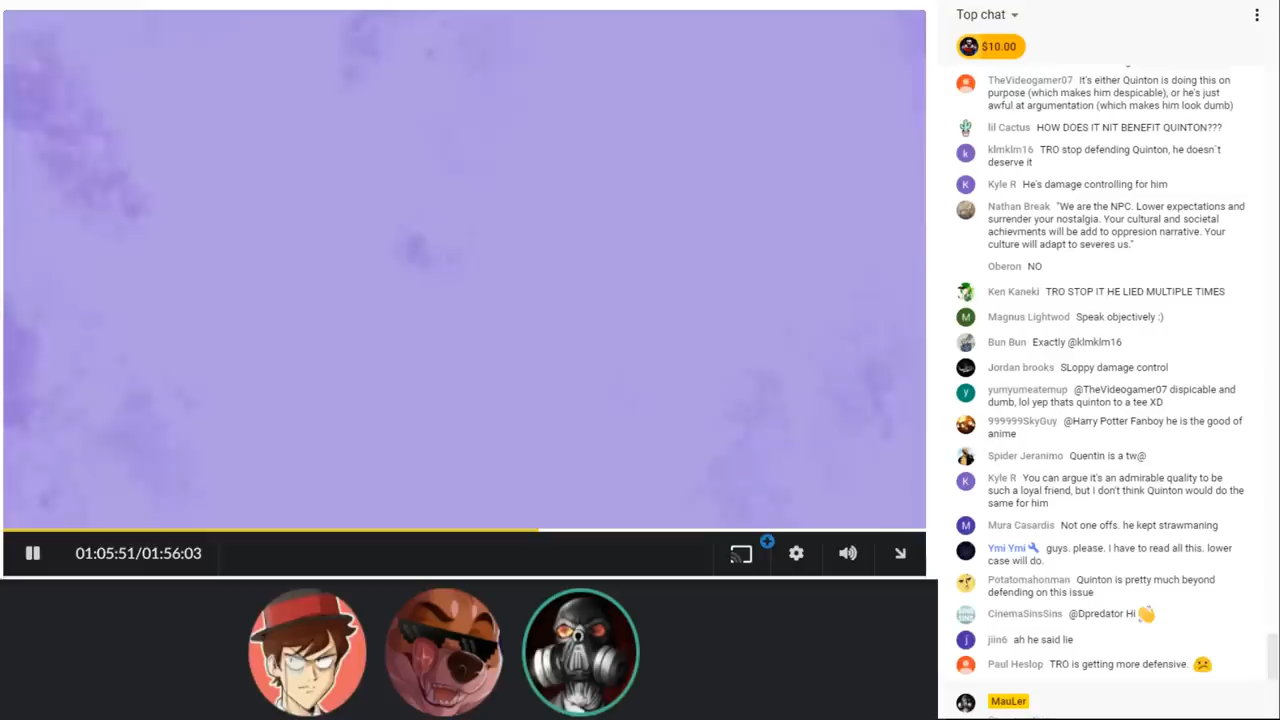 Top chat
$10.00
TheVideogamer07 It's either Quinton is doing this on
purpose (which makes him despicable), or he's just
awful at argumentation (which makes him look dumb)
lil Cactus HOW DOES IT NIT BENEFIT QUINTON???
klmklm16 TRO stop defending Quinton, he doesn`t
deserve it
Kyle R He's damage controlling for him
Nathan Break "We are the NPC. Lower expectations and
surrender your nostalgia. Your cultural and societal
achievments will be add to oppresion narrative. Your
culture will adapt to severes us."
Oberon NO
Ken Kaneki TRO STOP IT HE LIED MULTIPLE TIMES
Magnus Lightwod Speak objectively :)
Bun Bun Exactly @klmklm16
Jordan brooks SLoppy damage control
yumyumeatemup @TheVideogamer07 dispicable and
dumb, lol yep thats quinton to a tee XD
999999SkyGuy @Harry Potter Fanboy he is the good of
anime
Spider Jeranimo Quentin is a tw@
Kyle R You can argue it's an admirable quality to be
such a loyal friend, but I don't think Quinton would do the
same for him
Mura Casardis Not one offs. he kept strawmaning
Ymi Ymi guys. please. I have to read all this. lower
case will do.
Potatomahonman Quinton is pretty much beyond
defending on this issue
CinemaSinsSins @Dpredator Hi
jiin6 ah he said lie
Paul Heslop TRO is getting more defensive.
MauLer
01:05:51/01:56:03